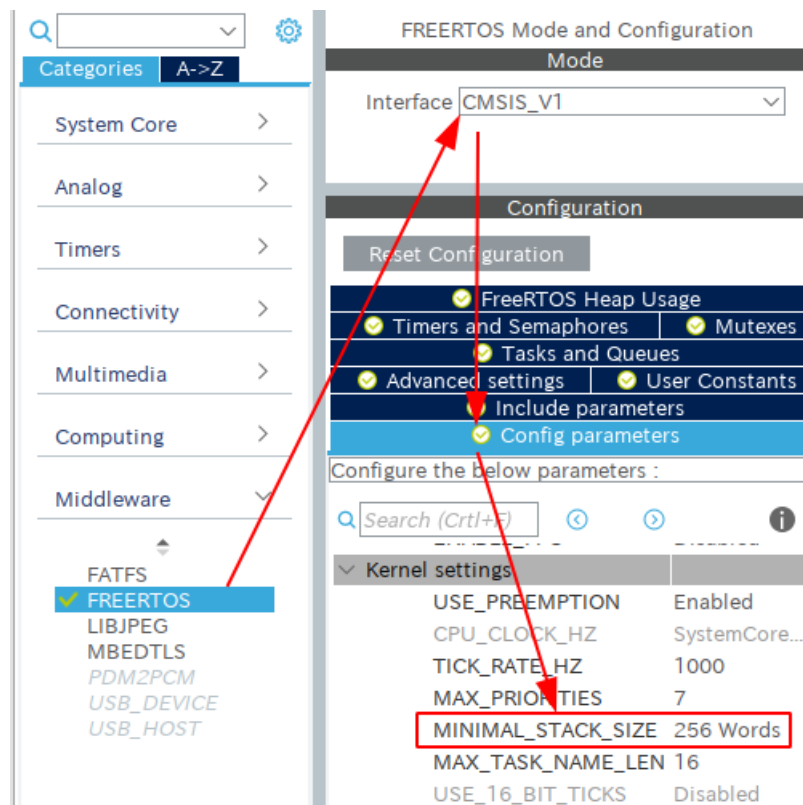 Categories
A->Z
System Core
Analog
Timers
Connectivity
Multimedia
Computing
Middleware
FATFS
FREERTOS
LIBJPEG
MBEDTLS
PDM2PCM
USB_DEVICE
USB_HOST
FREERTOS Mode and Configuration
Mode
Interface CMSIS_V1
Configuration
Reset Configuration
FreeRTOS Heap Usage
Timers and Semaphores Mutexes
Tasks and Queues
Advanced settings User Constants
Include parameters
Config parameters
Configure the below parameters :
Search (Crtl+F)
Kernel settings
USE_PREEMPTION Enabled
CPU_CLOCK_HZ SystemCore...
TICK_RATE_HZ 1000
MAX_PRIORITIES 7
MINIMAL_STACK_SIZE 256 Words
MAX_TASK_NAME_LEN 16
USE_16_BIT_TICKS Disabled